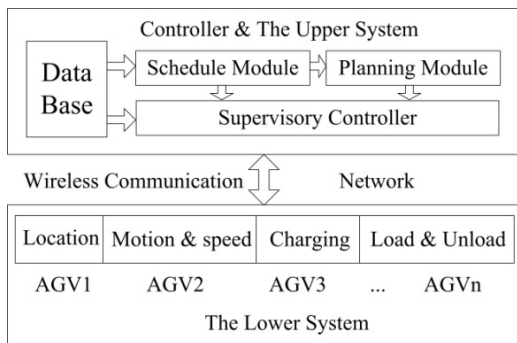 Controller & The Upper System
Data
Base
Schedule Module
Planning Module
Supervisory Controller
Wireless Communication
Network
Location
Motion & speed
Charging
Load & Unload
AGV1
AGV2
AGV3
...
AGVn
The Lower System